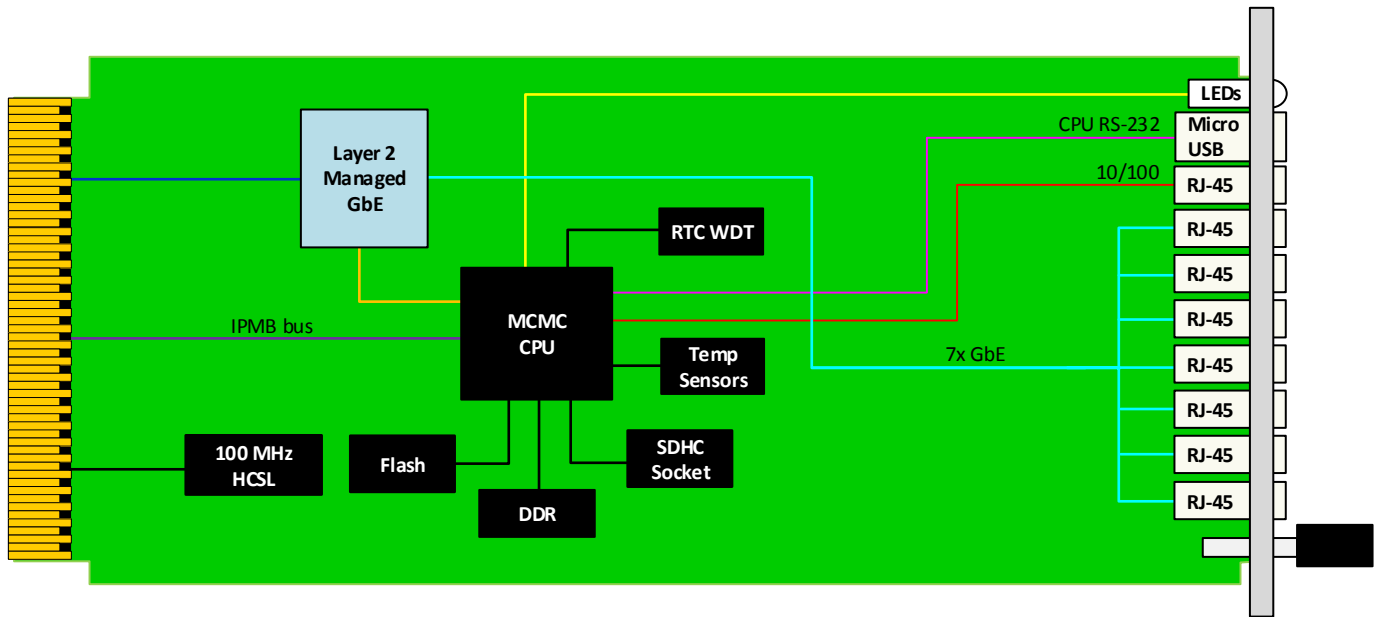 LEDs
CPU RS-232
Micro
USB
10/100
RJ-45
Layer 2
Managed
GbE
RTC WDT
RJ-45
RJ-45
RJ-45
IPMB bus
MCMC
CPU
Temp
Sensors
7x GbE
RJ-45
RJ-45
100 MHz
HCSL
Flash
SDHC
Socket
RJ-45
DDR
RJ-45